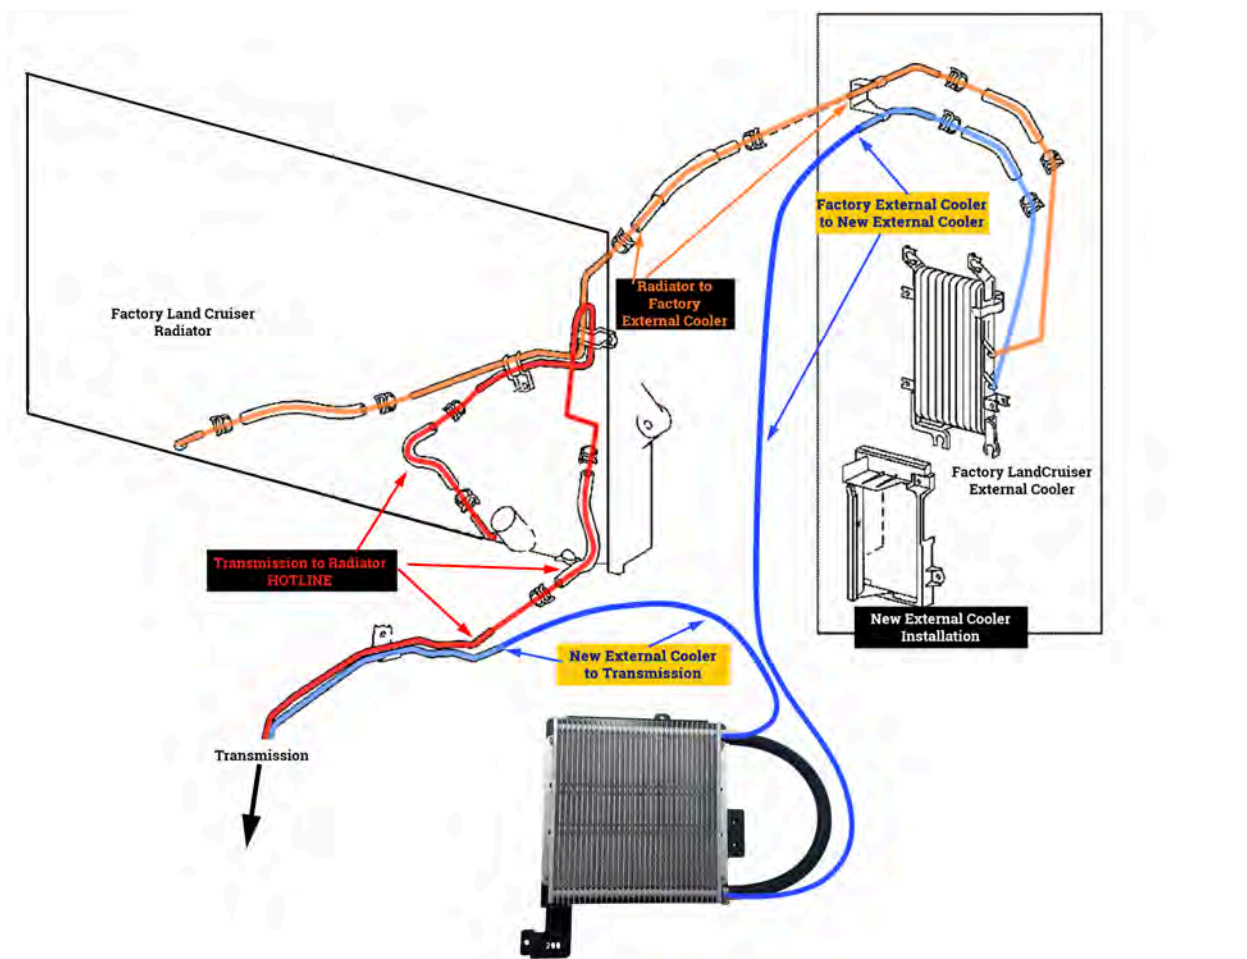 Factory External Cooler
to New External Cooler
Radiator to
Factory
External Cooler
Factory Land Cruiser
Radiator
Factory LandCruiser
External Cooler
Transmission to Radiator
HOTLINE
New External Cooler
Installation
New External Cooler
to Transmission
Transmission
200